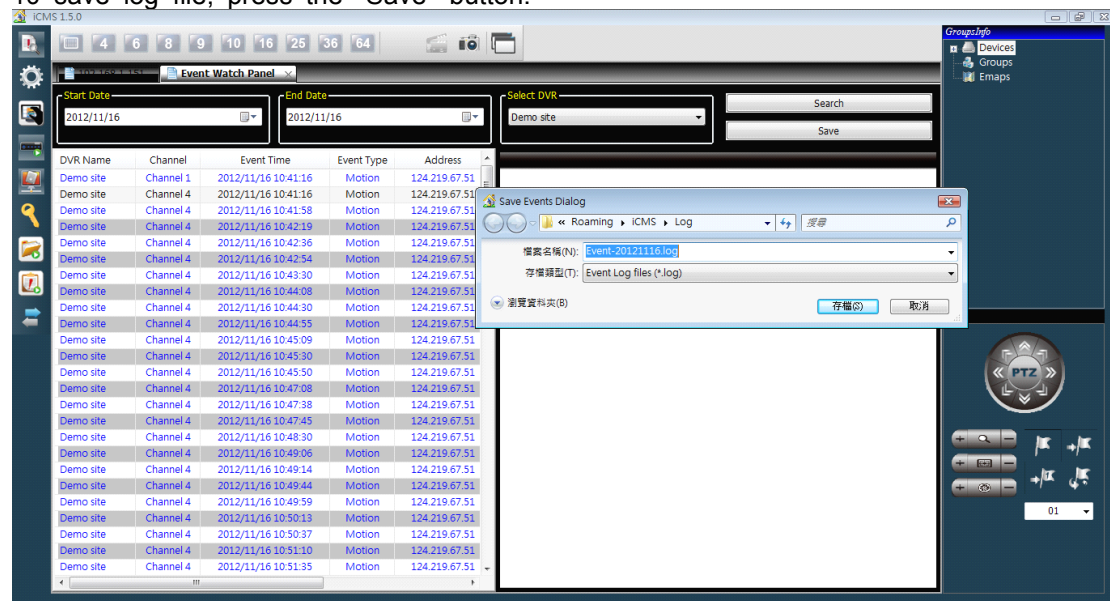 To save log file, press the "Save" button.
iCMS 1.5.0
4 6 8 9 10 16 25 36 64
GroupsInfo
Devices
Groups
Emaps
Event Watch Panel
Start Date
End Date
Select DVR
2012/11/16
2012/11/16
Demo site
Search
Save
DVR Name Channel Event Time Event Type Address
Demo site Channel 1 2012/11/16 10:41:16 Motion 124.219.67.51
Demo site Channel 4 2012/11/16 10:41:16 Motion 124.219.67.51
Demo site Channel 4 2012/11/16 10:41:58 Motion 124.219.67.51
Demo site Channel 4 2012/11/16 10:42:19 Motion 124.219.67.51
Demo site Channel 4 2012/11/16 10:42:36 Motion 124.219.67.51
Demo site Channel 4 2012/11/16 10:42:54 Motion 124.219.67.51
Demo site Channel 4 2012/11/16 10:43:30 Motion 124.219.67.51
Demo site Channel 4 2012/11/16 10:44:08 Motion 124.219.67.51
Demo site Channel 4 2012/11/16 10:44:30 Motion 124.219.67.51
Demo site Channel 4 2012/11/16 10:44:55 Motion 124.219.67.51
Demo site Channel 4 2012/11/16 10:45:09 Motion 124.219.67.51
Demo site Channel 4 2012/11/16 10:45:30 Motion 124.219.67.51
Demo site Channel 4 2012/11/16 10:45:50 Motion 124.219.67.51
Demo site Channel 4 2012/11/16 10:47:08 Motion 124.219.67.51
Demo site Channel 4 2012/11/16 10:47:38 Motion 124.219.67.51
Demo site Channel 4 2012/11/16 10:47:45 Motion 124.219.67.51
Demo site Channel 4 2012/11/16 10:48:30 Motion 124.219.67.51
Demo site Channel 4 2012/11/16 10:49:06 Motion 124.219.67.51
Demo site Channel 4 2012/11/16 10:49:14 Motion 124.219.67.51
Demo site Channel 4 2012/11/16 10:49:44 Motion 124.219.67.51
Demo site Channel 4 2012/11/16 10:49:59 Motion 124.219.67.51
Demo site Channel 4 2012/11/16 10:50:13 Motion 124.219.67.51
Demo site Channel 4 2012/11/16 10:50:37 Motion 124.219.67.51
Demo site Channel 4 2012/11/16 10:51:10 Motion 124.219.67.51
Demo site Channel 4 2012/11/16 10:51:35 Motion 124.219.67.51
Save Events Dialog
« Roaming ▸ iCMS ▸ Log
搜尋
檔案名稱(N): Event-20121116.log
存檔類型(T): Event Log files (*.log)
瀏覽資料夾(B)
存檔(S)
取消
PTZ
01